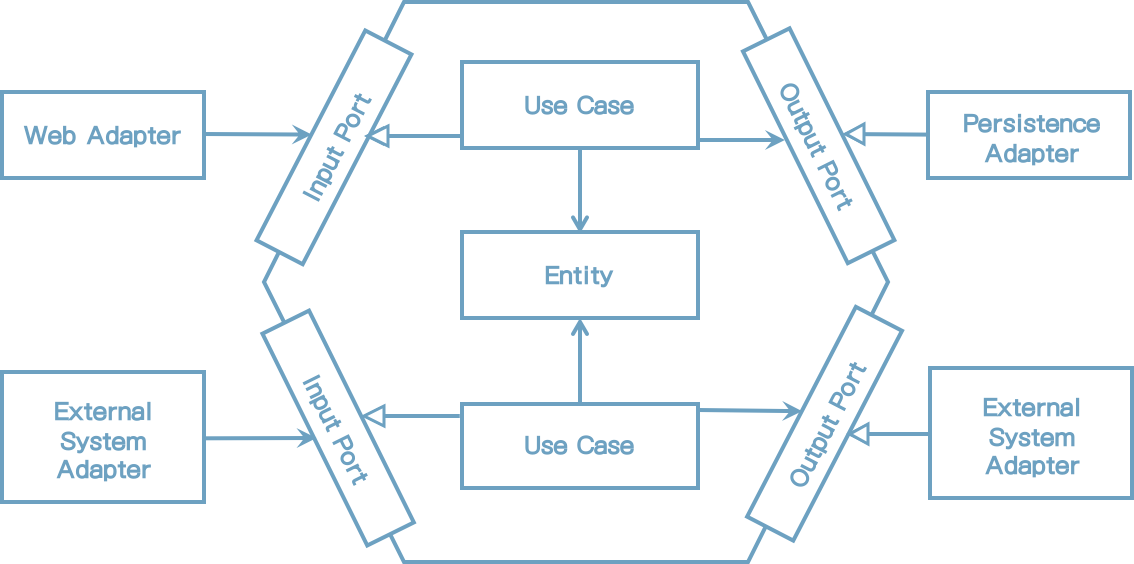 Use Case
Web Adapter
Input Port
Output Port
Persistence
Adapter
Entity
External
System
Adapter
Input Port
Use Case
Output Port
External
System
Adapter